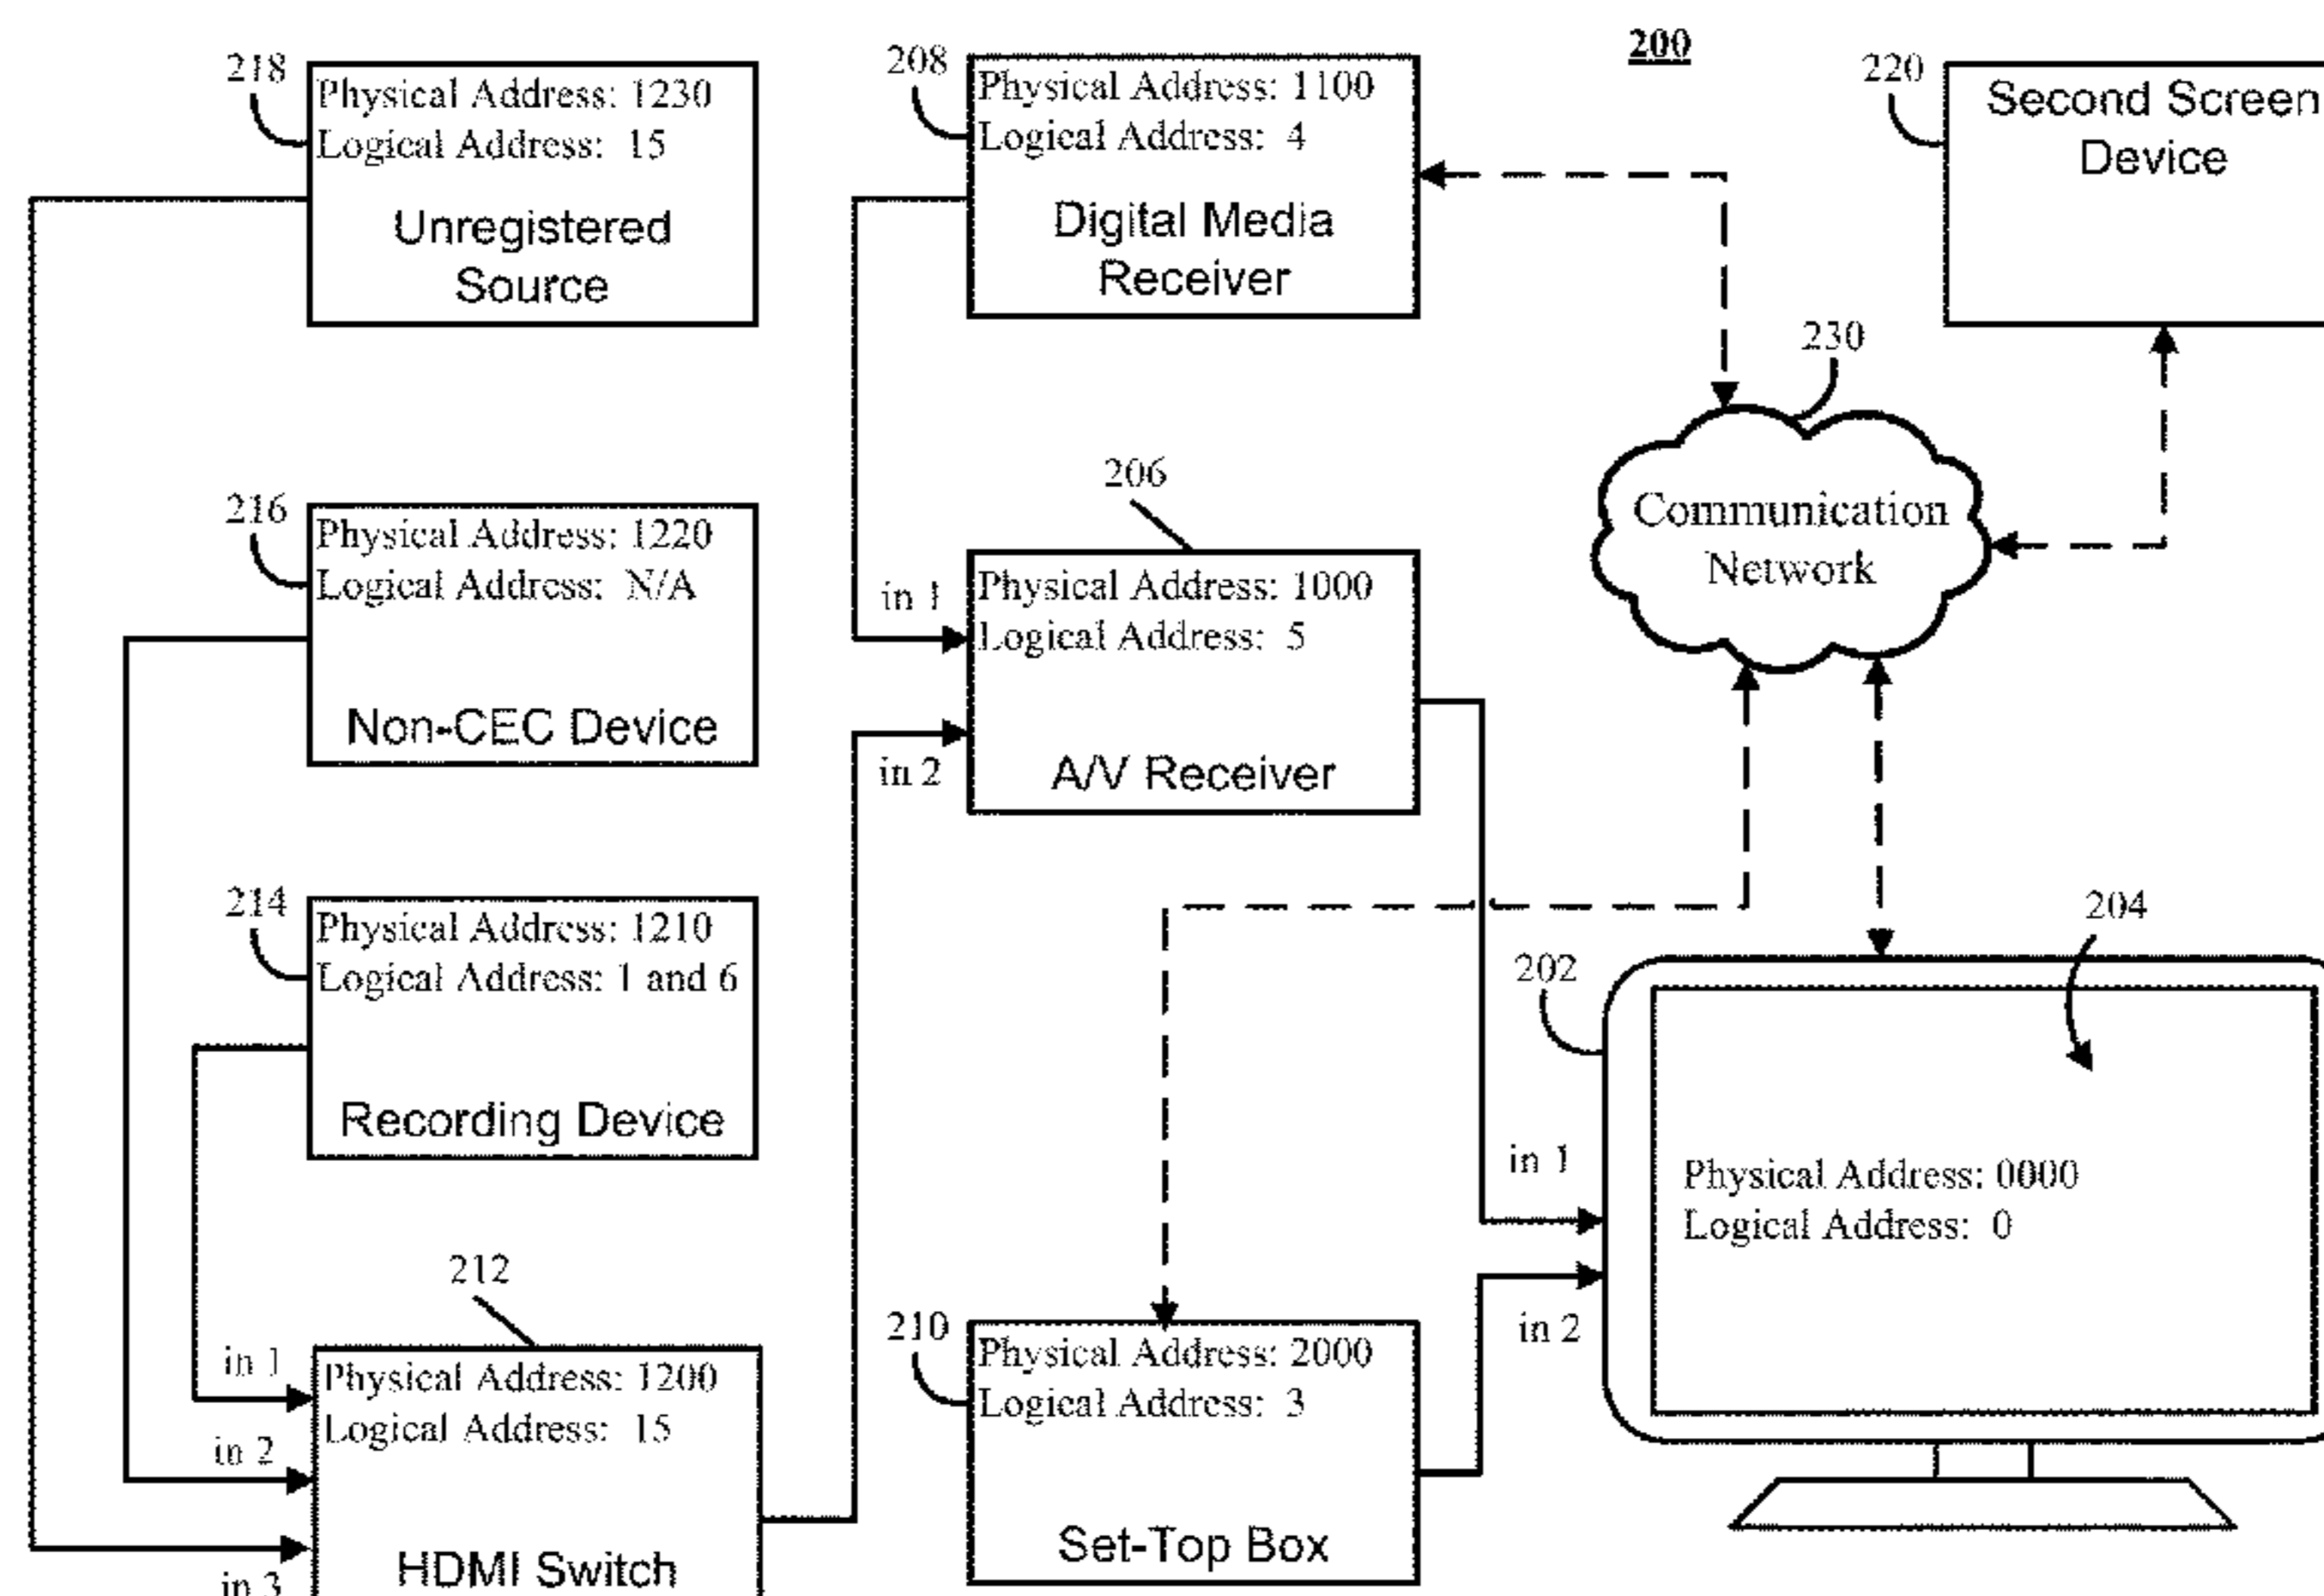 200
218
Physical Address: 1230
Logical Address: 15
Unregistered
Source
208
Physical Address: 1100
Logical Address: 4
Digital Media
Receiver
220
Second Screen
Device
230
Communication
Network
216
Physical Address: 1220
Logical Address: N/A
Non-CEC Device
206
Physical Address: 1000
Logical Address: 5
A/V Receiver
in 1
in 2
214
Physical Address: 1210
Logical Address: 1 and 6
Recording Device
202
204
Physical Address: 0000
Logical Address: 0
in 1
in 2
212
Physical Address: 1200
Logical Address: 15
HDMI Switch
in 1
in 2
in 3
210
Physical Address: 2000
Logical Address: 3
Set-Top Box